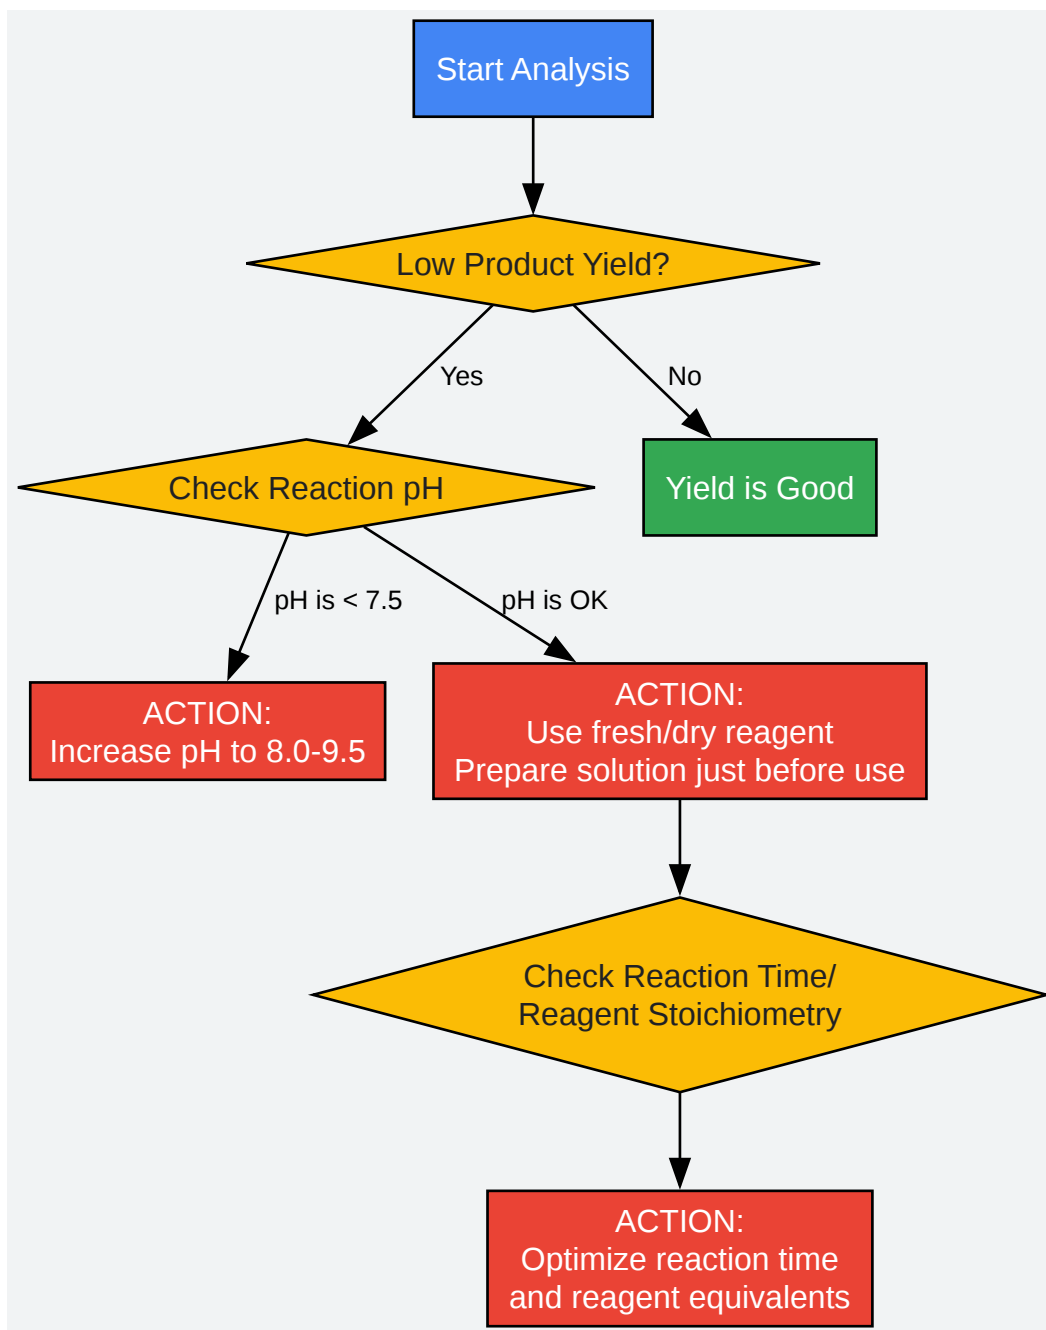 Start Analysis
Low Product Yield?
Yes
No
Check Reaction pH
Yield is Good
pH is < 7.5
pH is OK
ACTION:
Increase pH to 8.0-9.5
ACTION:
Use fresh/dry reagent
Prepare solution just before use
Check Reaction Time/
Reagent Stoichiometry
ACTION:
Optimize reaction time
and reagent equivalents